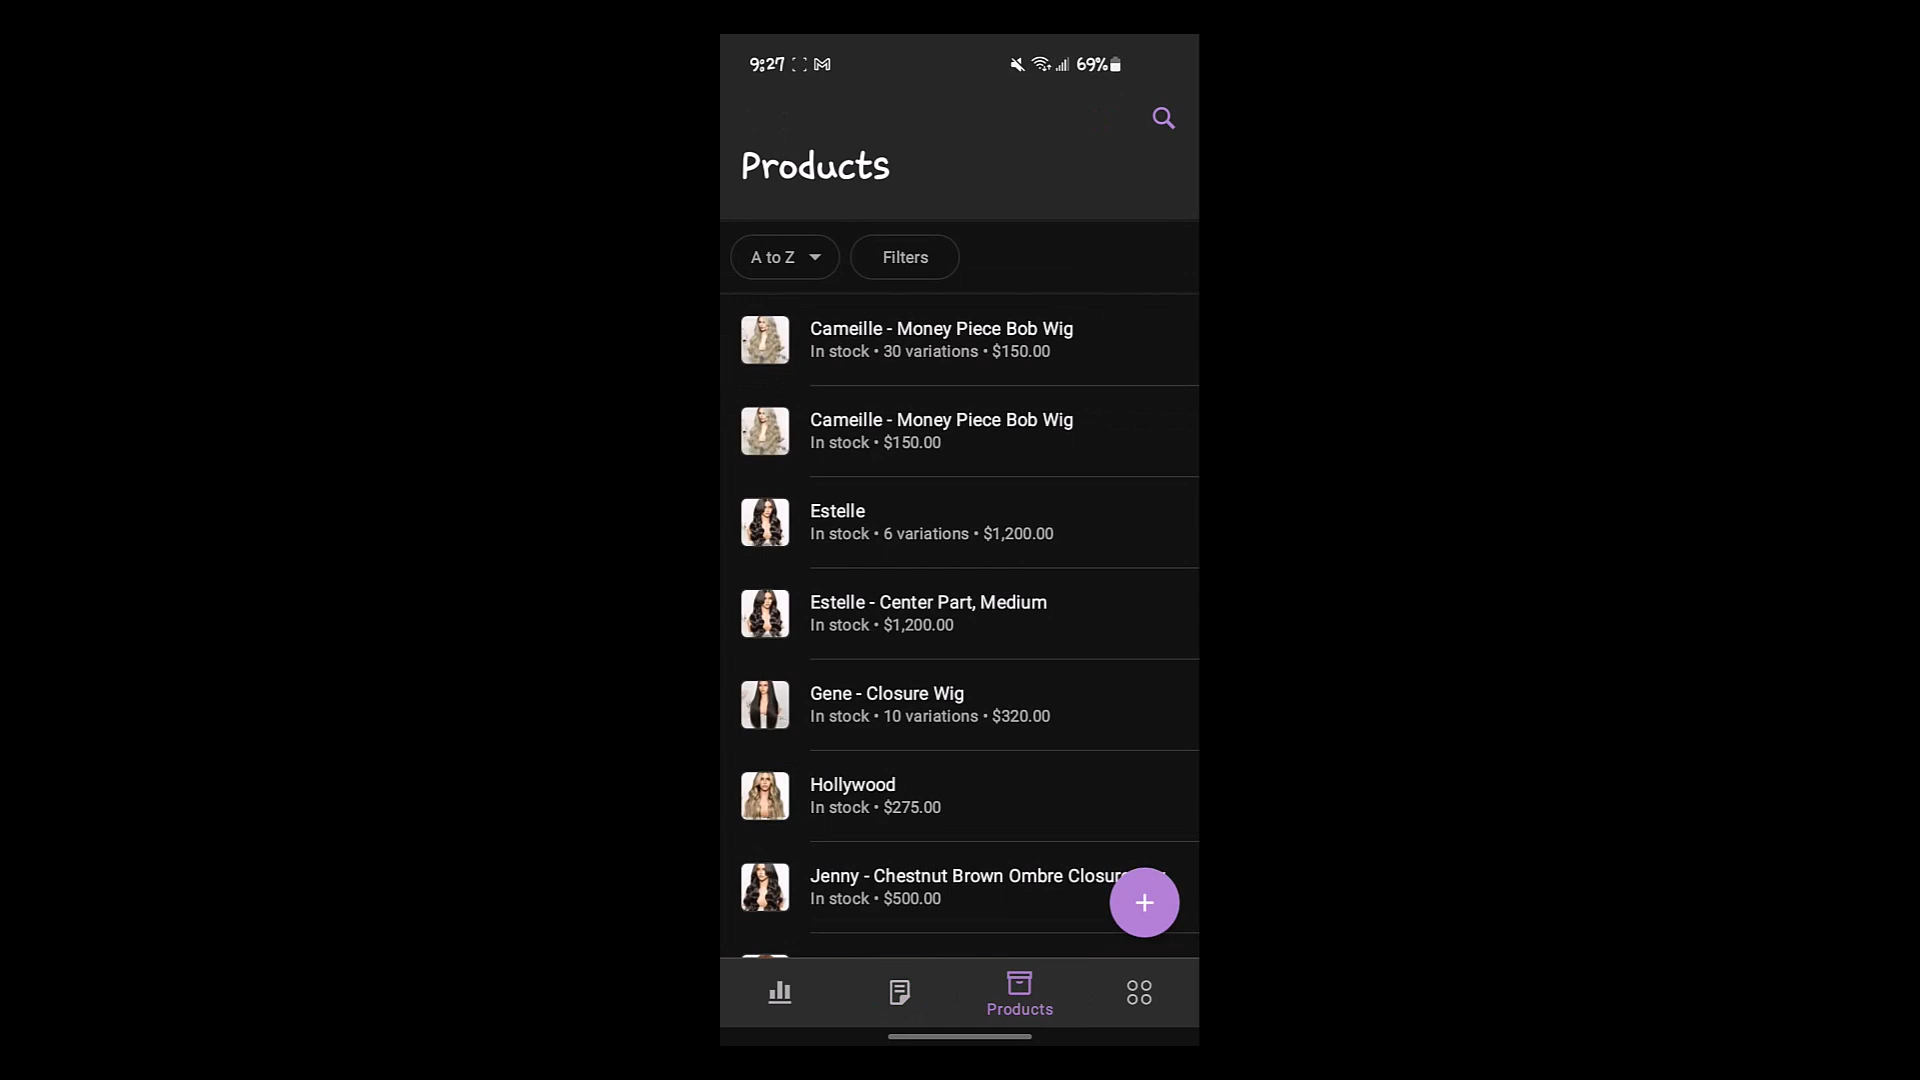 9:27 69%
Products
A to Z Filters
Cameille - Money Piece Bob Wig
In stock • 30 variations • $150.00
Cameille - Money Piece Bob Wig
In stock • $150.00
Estelle
In stock • 6 variations • $1,200.00
Estelle - Center Part, Medium
In stock • $1,200.00
Gene - Closure Wig
In stock • 10 variations • $320.00
Hollywood
In stock • $275.00
Jenny - Chestnut Brown Ombre Closure
In stock • $500.00
Products